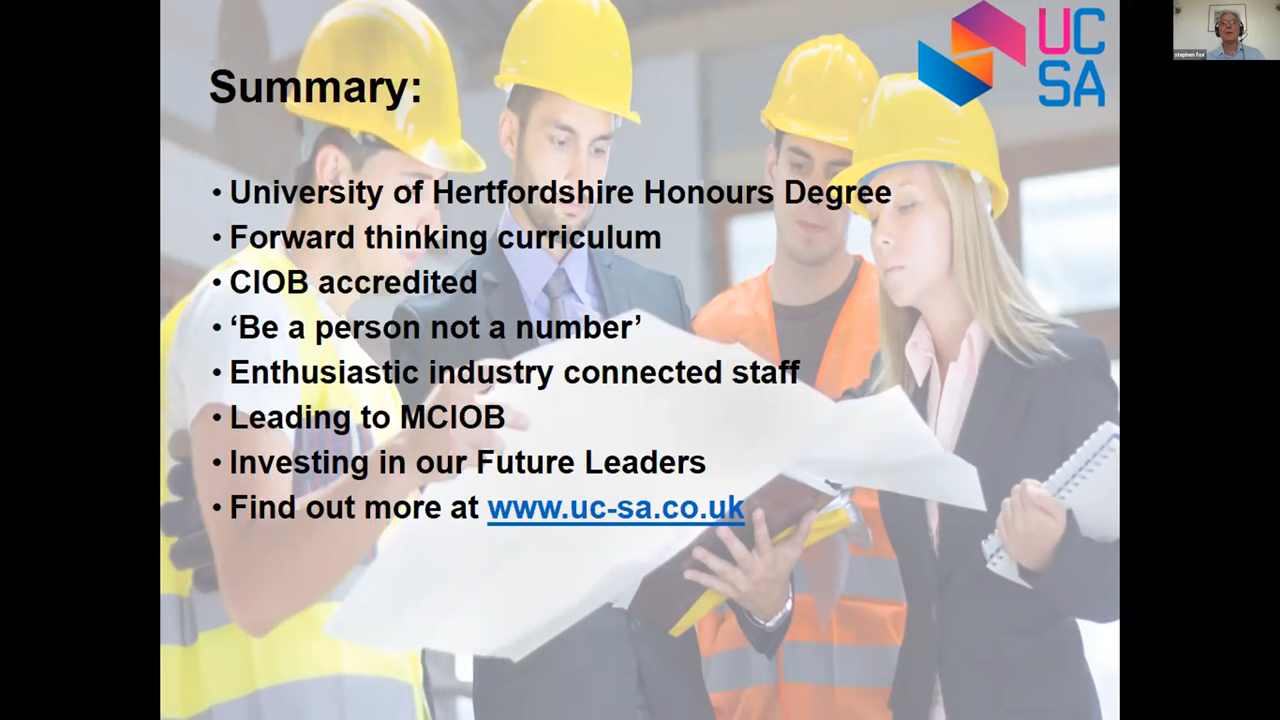 UC
SA
stephen fox
Summary:
• University of Hertfordshire Honours Degree
• Forward thinking curriculum
• CIOB accredited
• ‘Be a person not a number’
• Enthusiastic industry connected staff
• Leading to MCIOB
• Investing in our Future Leaders
• Find out more at www.uc-sa.co.uk